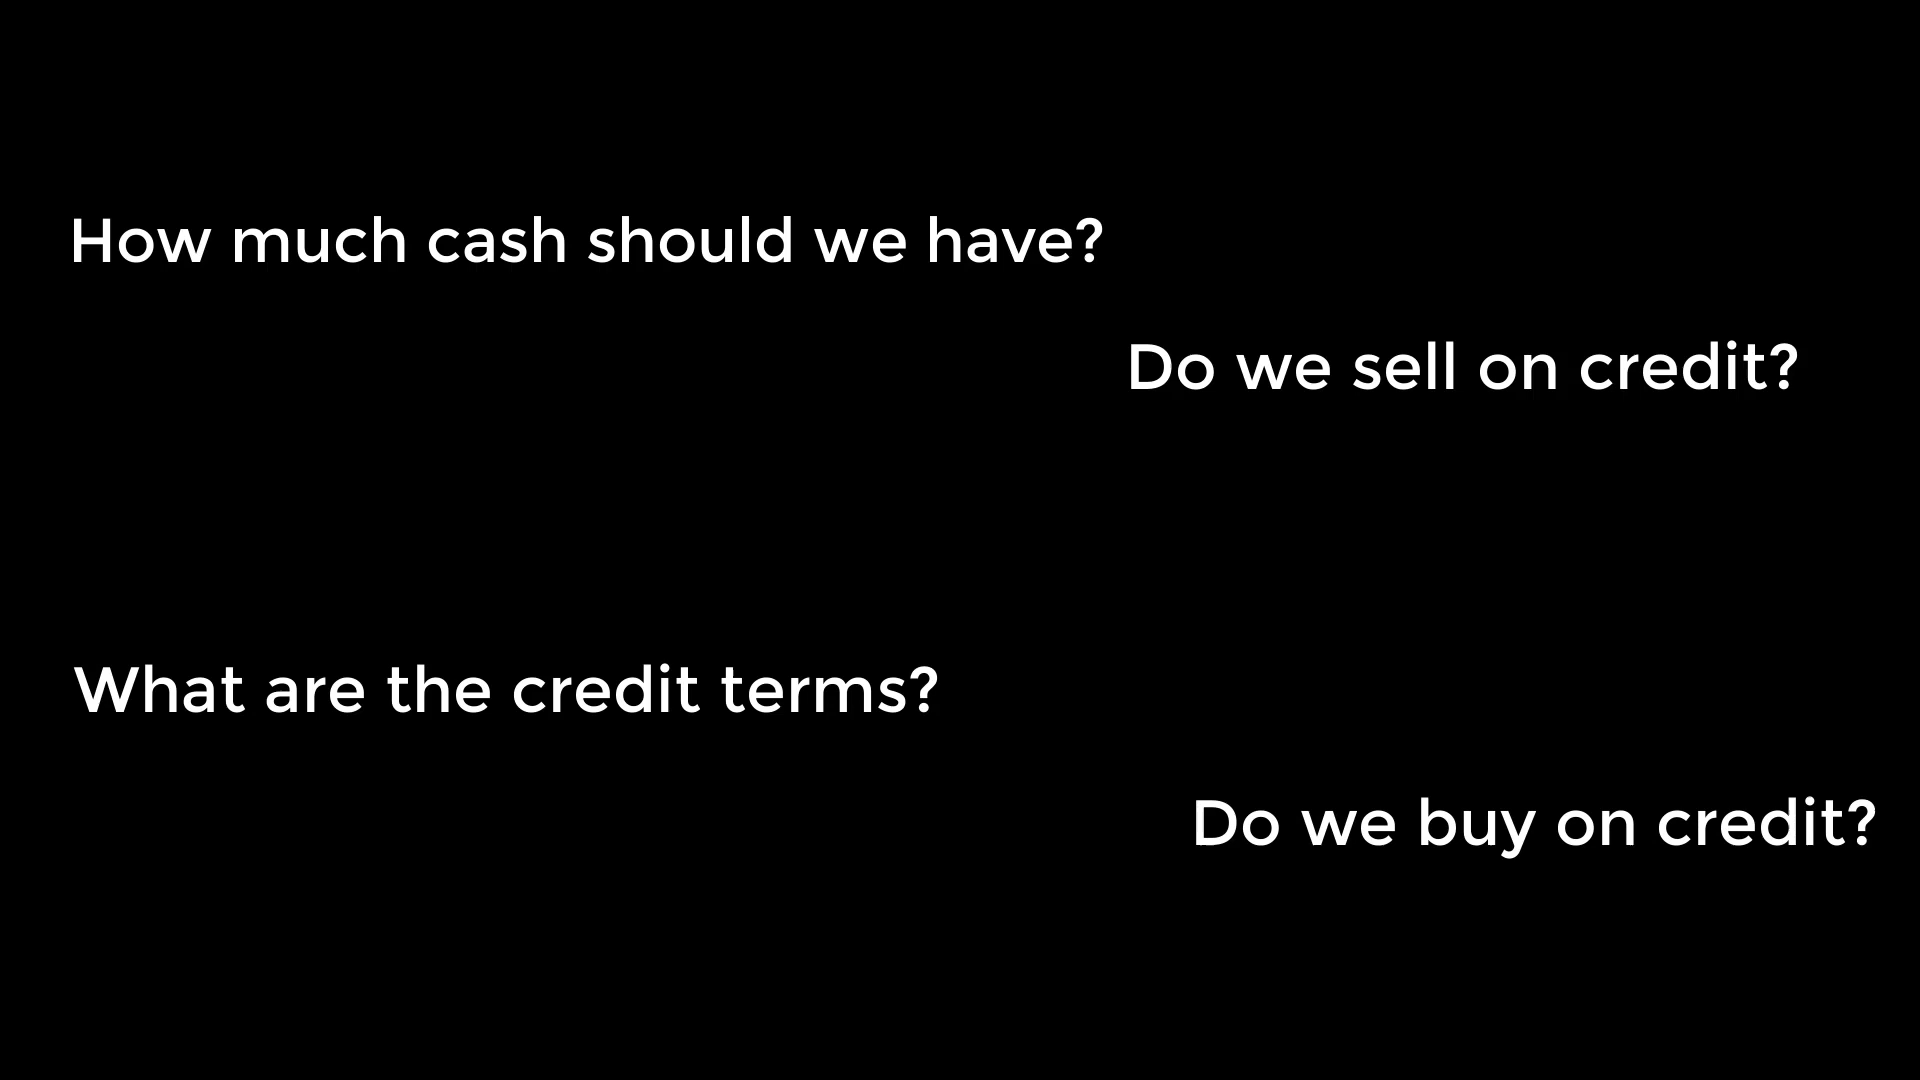 How much cash should we have?
Do we sell on credit?
What are the credit terms?
Do we buy on credit?